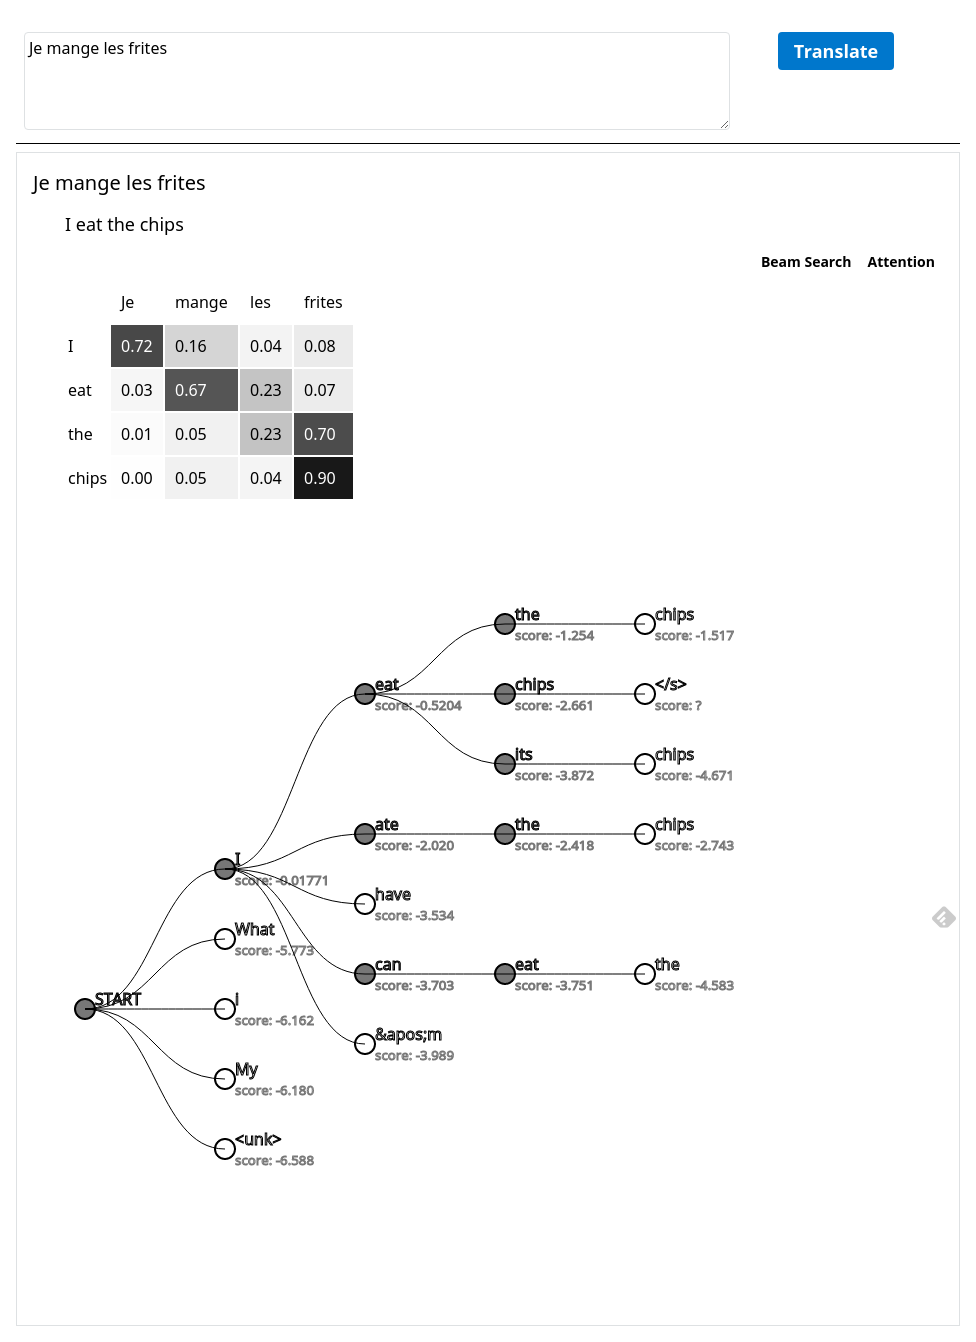 Je mange les frites
Translate
Je mange les frites
I eat the chips
Beam Search Attention
Je mange les frites
I 0.72 0.16 0.04 0.08
eat 0.03 0.67 0.23 0.07
the 0.01 0.05 0.23 0.70
chips 0.00 0.05 0.04 0.90
the chips
score: -1.254 score: -1.517
eat chips </s>
score: -0.5204 score: -2.661 score: ?
its chips
score: -3.872 score: -4.671
ate the chips
score: -2.020 score: -2.418 score: -2.743
I
score: -0.01771
have
score: -3.534
What
score: -5.773
can eat the
score: -3.703 score: -3.751 score: -4.583
START i
score: -6.162
&apos;m
score: -3.989
My
score: -6.180
<unk>
score: -6.588